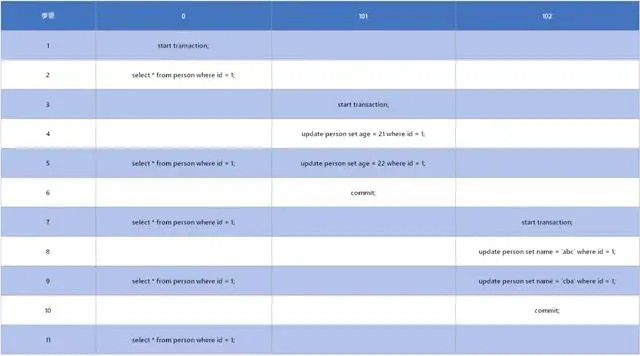 步骤 0 101 102
1 start transaction;
2 select * from person where id = 1;
3 start transaction;
4 update person set age = 21 where id = 1;
5 select * from person where id = 1; update person set age = 22 where id = 1;
6 commit;
7 select * from person where id = 1; start transaction;
8 update person set name = 'abc' where id = 1;
9 select * from person where id = 1; update person set name = 'cba' where id = 1;
10 commit;
11 select * from person where id = 1;